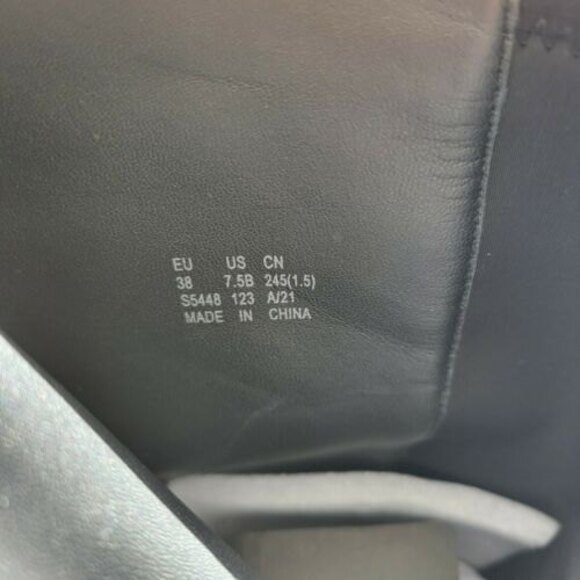 EU US CN
38 7.5B 245(1.5)
S5448 123 A/21
MADE IN CHINA